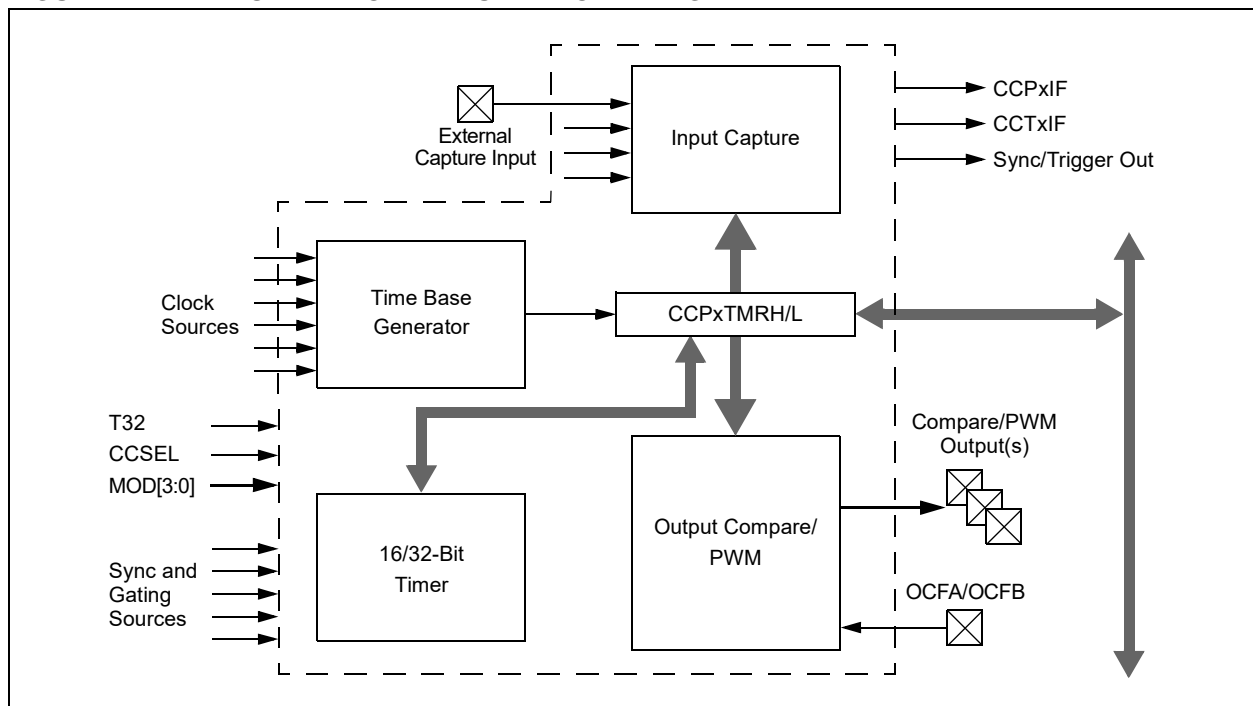 CCPxIF
CCTxIF
Sync/Trigger Out
External
Capture Input
Input Capture
Clock
Sources
Time Base
Generator
CCPxTMRH/L
T32
CCSEL
MOD[3:0]
Sync and
Gating
Sources
16/32-Bit
Timer
Output Compare/
PWM
Compare/PWM
Output(s)
OCFA/OCFB